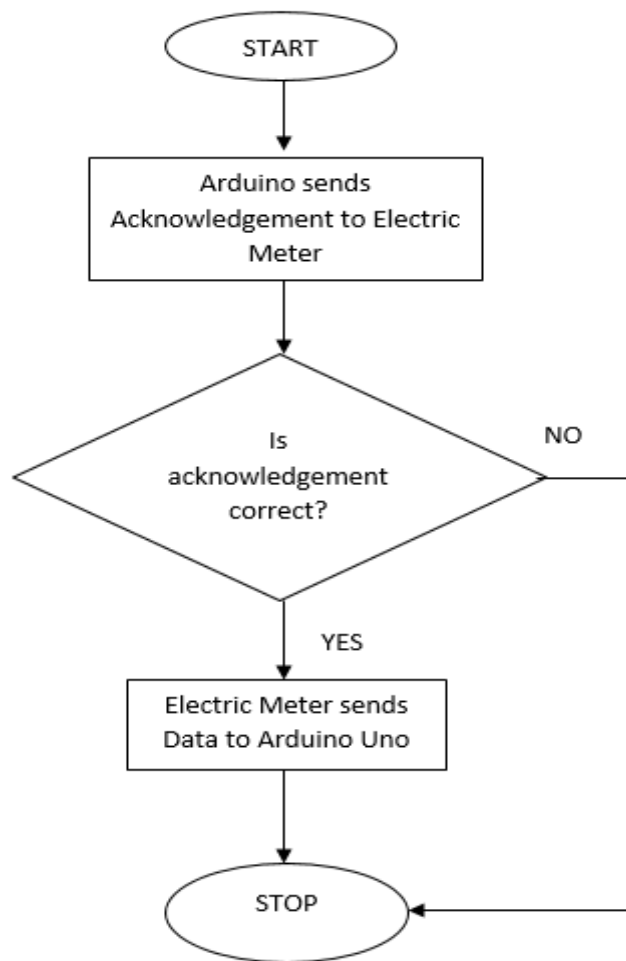 START
Arduino sends
Acknowledgement to Electric
Meter
Is
acknowledgement
correct?
NO
YES
Electric Meter sends
Data to Arduino Uno
STOP